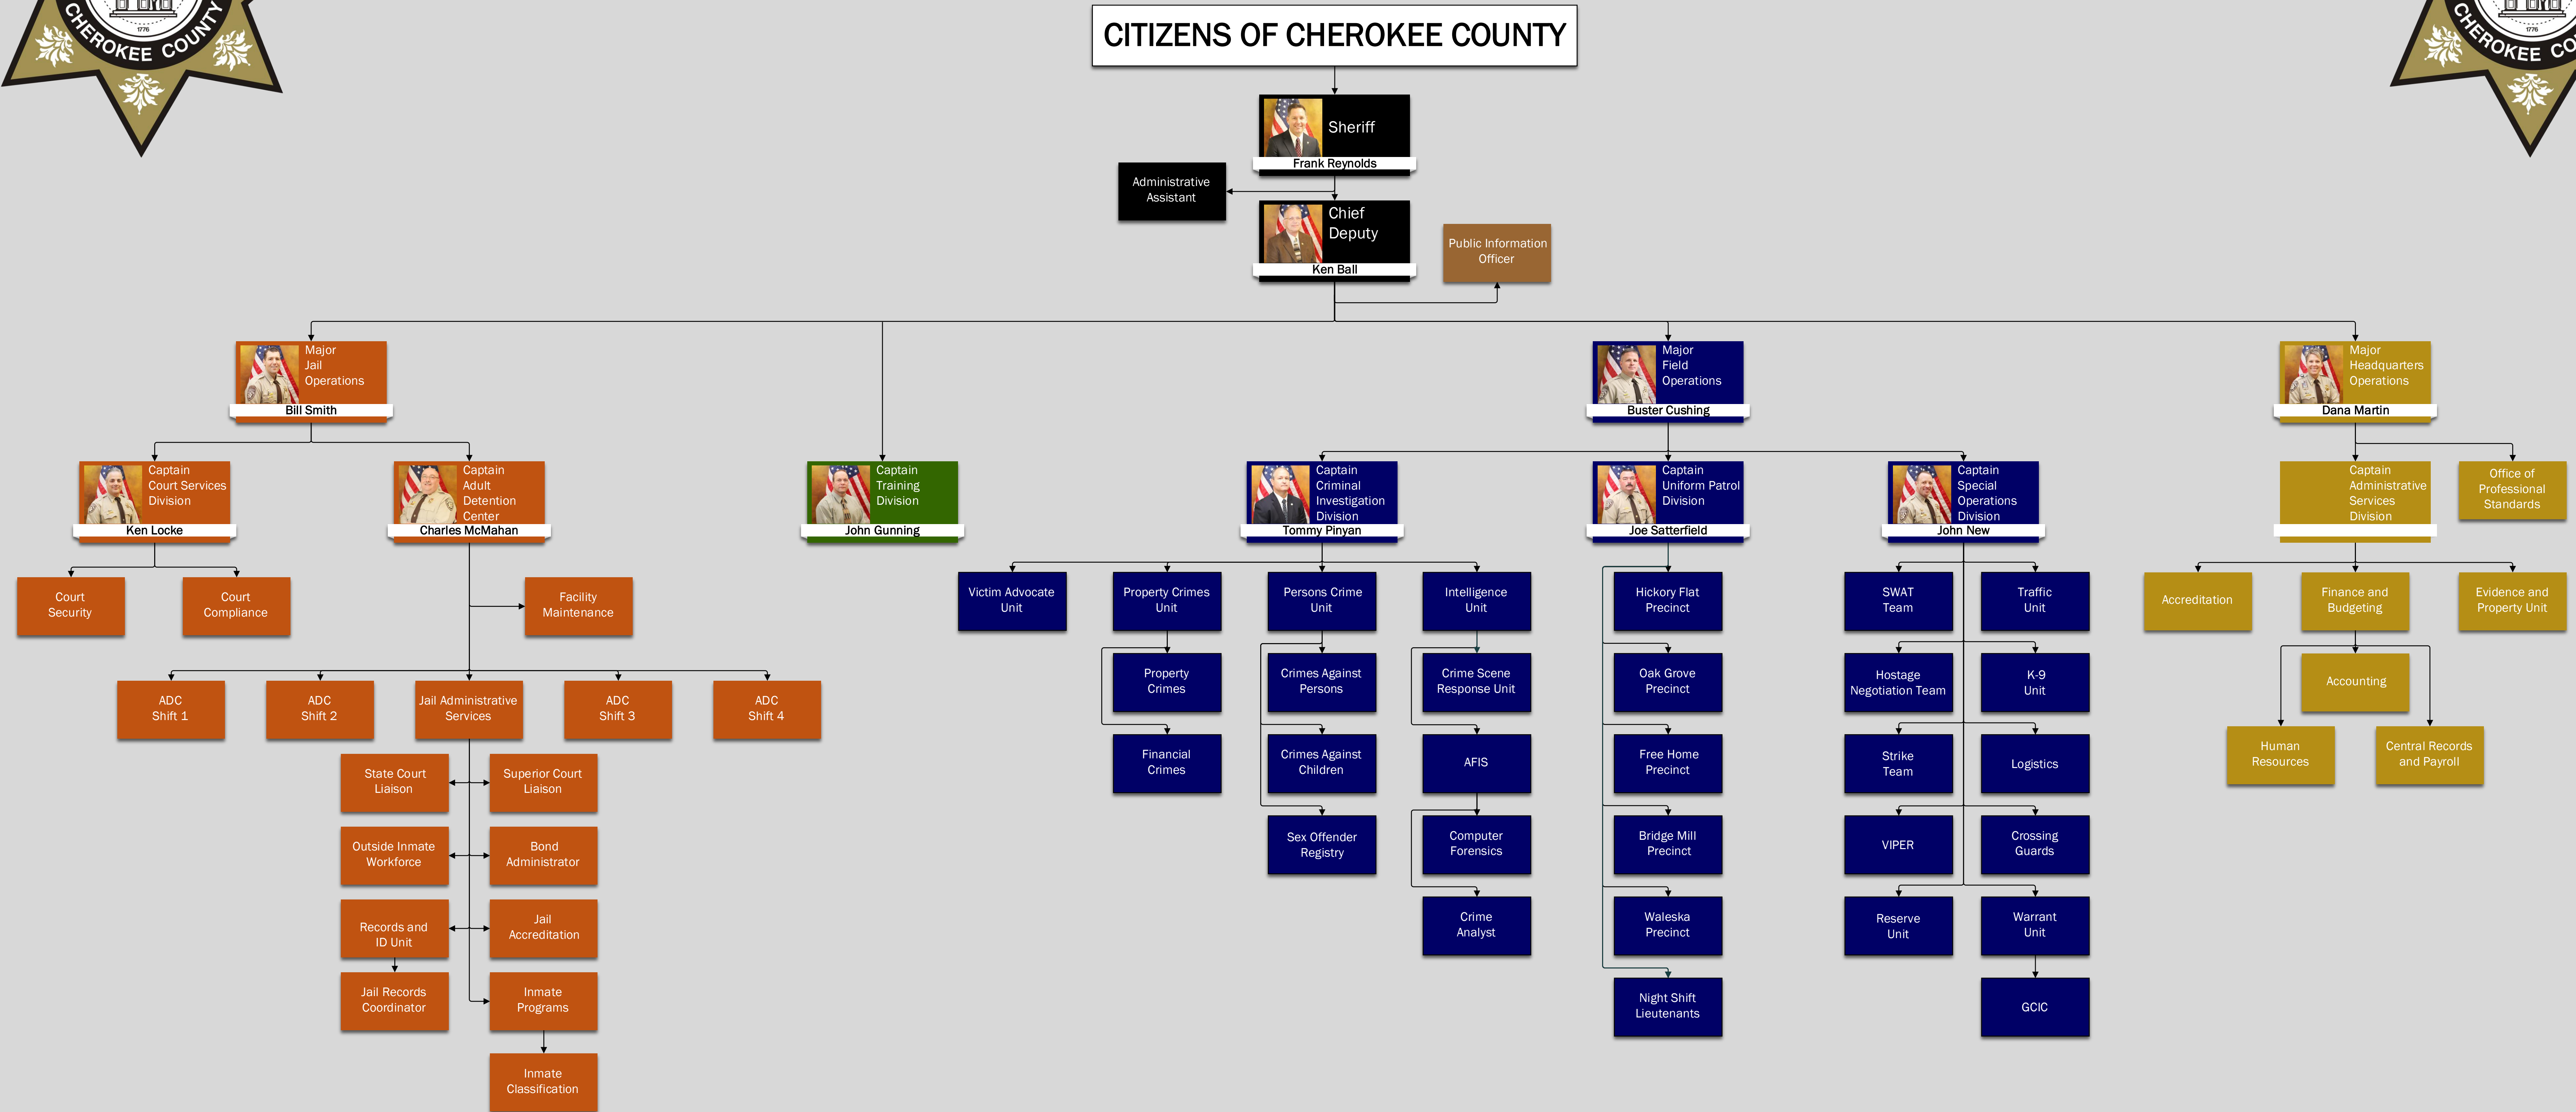 CHEROKEE COUNTY
1776
CHEROKEE CO
1776
CITIZENS OF CHEROKEE COUNTY
Sheriff
Frank Reynolds
Administrative
Assistant
Chief
Deputy
Ken Ball
Public Information
Officer
Major
Jail
Operations
Bill Smith
Major
Field
Operations
Buster Cushing
Major
Headquarters
Operations
Dana Martin
Captain
Court Services
Division
Ken Locke
Captain
Adult
Detention
Center
Charles McMahan
Captain
Training
Division
John Gunning
Captain
Criminal
Investigation
Division
Tommy Pinyan
Captain
Uniform Patrol
Division
Joe Satterfield
Captain
Special
Operations
Division
John New
Captain
Administrative
Services
Division
Office of
Professional
Standards
Court
Security
Court
Compliance
Facility
Maintenance
ADC
Shift 1
ADC
Shift 2
Jail Administrative
Services
ADC
Shift 3
ADC
Shift 4
State Court
Liaison
Superior Court
Liaison
Outside Inmate
Workforce
Bond
Administrator
Records and
ID Unit
Jail
Accreditation
Jail Records
Coordinator
Inmate
Programs
Inmate
Classification
Victim Advocate
Unit
Property Crimes
Unit
Persons Crime
Unit
Intelligence
Unit
Property
Crimes
Crimes Against
Persons
Crime Scene
Response Unit
Financial
Crimes
Crimes Against
Children
AFIS
Sex Offender
Registry
Computer
Forensics
Crime
Analyst
Hickory Flat
Precinct
Oak Grove
Precinct
Free Home
Precinct
Bridge Mill
Precinct
Waleska
Precinct
Night Shift
Lieutenants
SWAT
Team
Traffic
Unit
Hostage
Negotiation Team
K-9
Unit
Strike
Team
Logistics
VIPER
Crossing
Guards
Reserve
Unit
Warrant
Unit
GCIC
Accreditation
Finance and
Budgeting
Evidence and
Property Unit
Accounting
Human
Resources
Central Records
and Payroll